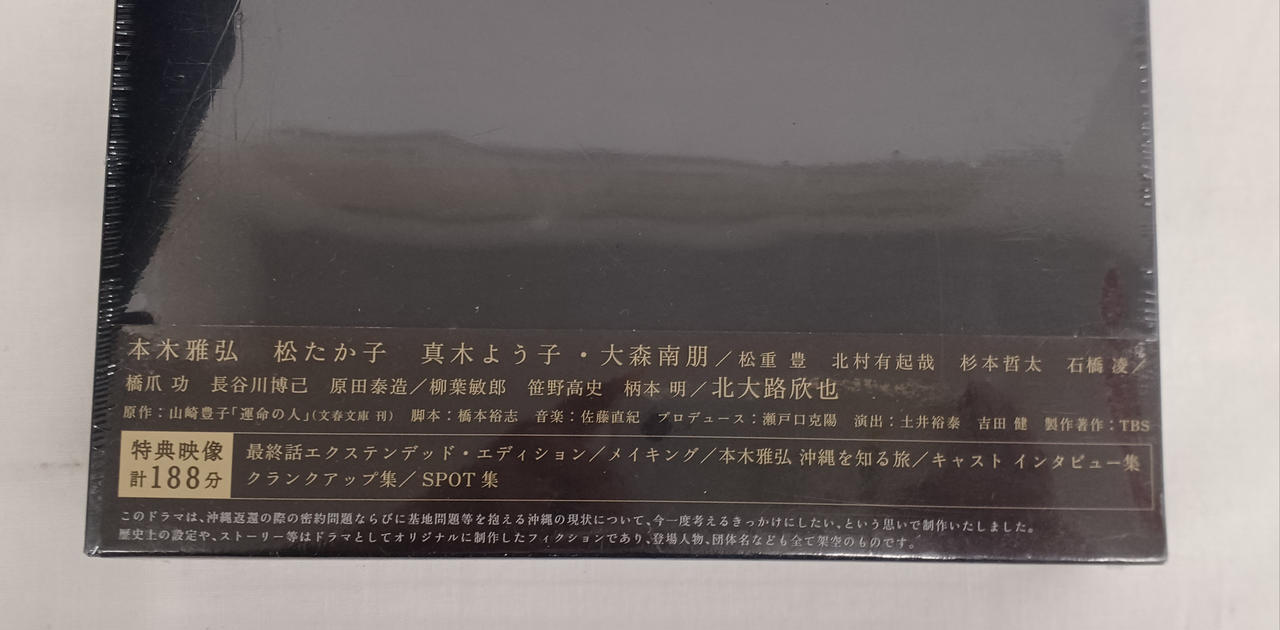 本木雅弘　松たか子　真木よう子・大森南朋／松重 豊　北村有起哉　杉本哲太　石橋 凌／
橋爪 功　長谷川博己　原田泰造／柳葉敏郎　笹野高史　柄本 明／北大路欣也
原作：山崎豊子「運命の人」（文春文庫 刊）　脚本：橋本裕志　音楽：佐藤直紀　プロデュース：瀬戸口克陽　演出：土井裕泰　吉田 健　製作著作：TBS
特典映像
計188分
最終話エクステンデッド・エディション／メイキング／本木雅弘 沖縄を知る旅／キャスト インタビュー集
クランクアップ集／SPOT集
このドラマは、沖縄返還の際の密約問題ならびに基地問題等を抱える沖縄の現状について、今一度考えるきっかけにしたい、という思いで制作いたしました。
歴史上の設定や、ストーリー等はドラマとしてオリジナルに制作したフィクションであり、登場人物、団体名なども全て架空のものです。